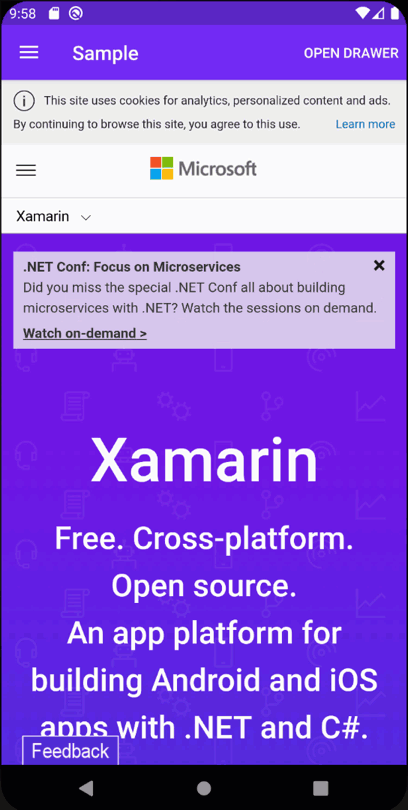 9:58
Sample
OPEN DRAWER
This site uses cookies for analytics, personalized content and ads.
By continuing to browse this site, you agree to this use.
Learn more
Microsoft
Xamarin
.NET Conf: Focus on Microservices
Did you miss the special .NET Conf all about building
microservices with .NET? Watch the sessions on demand.
Watch on-demand >
Xamarin
Free. Cross-platform.
Open source.
An app platform for
building Android and iOS
apps with .NET and C#.
Feedback